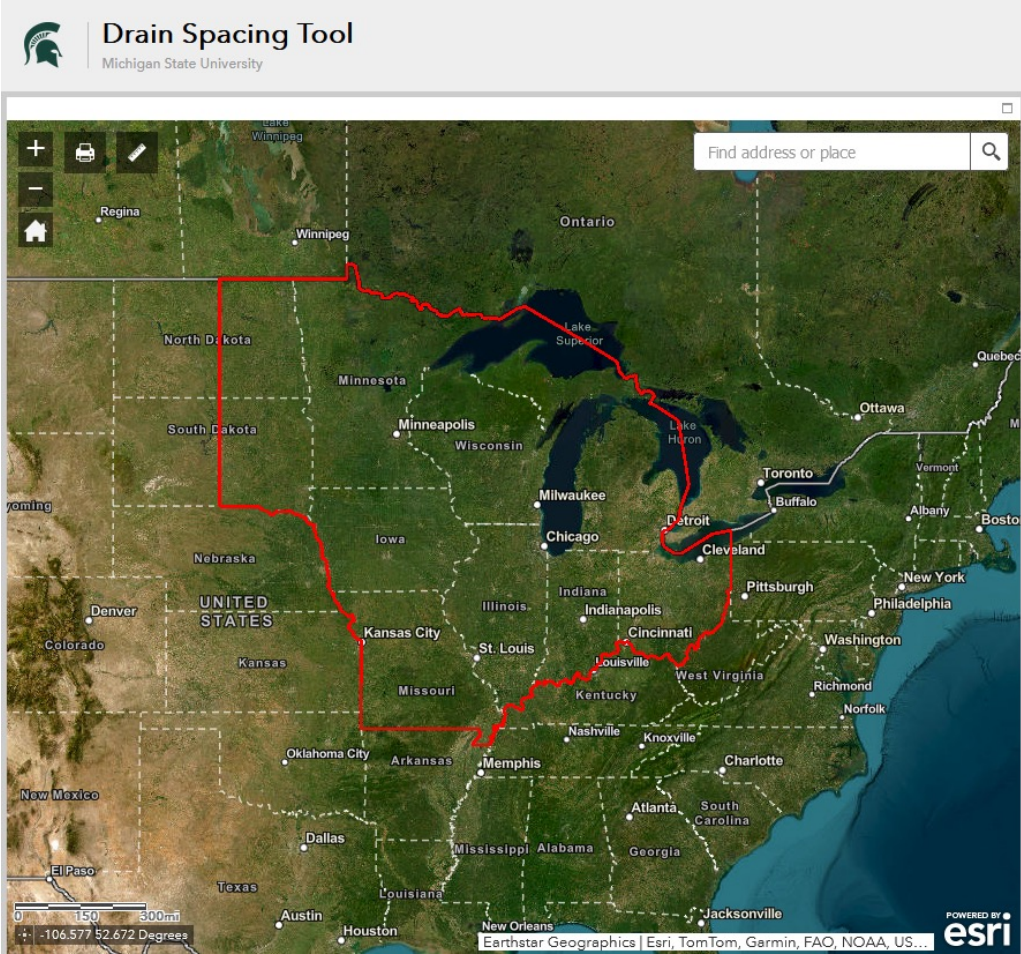 Drain Spacing Tool
Michigan State University
Lake
Winnipeg
Find address or place
Regina
Winnipeg
Ontario
Lake
Superior
North Dakota
Quebec
Minnesota
Ottawa
South Dakota
Minneapolis
Wisconsin
Lake
Huron
M
Vermont
Toronto
Milwaukee
Buffalo
yoming
Albany
Detroit
Bosto
Iowa
Chicago
Cleveland
Nebraska
Pittsburgh
New York
Indiana
UNITED
STATES
Illinois
Indianapolis
Philadelphia
Denver
Colorado
Kansas City
Cincinnati
Washington
St. Louis
Kansas
Louisville
West Virginia
Missouri
Kentucky
Richmond
Norfolk
Nashville
Knoxville
Oklahoma City
Arkansas
Memphis
Charlotte
New Mexico
Atlanta
South
Carolina
Dallas
Mississippi
Alabama
Georgia
El Paso
Texas
Louisiana
0 150 300mi
Austin
Jacksonville
-106.577 52.672 Degrees
Houston
New Orleans
Earthstar Geographics | Esri, TomTom, Garmin, FAO, NOAA, US...
POWERED BY
esri